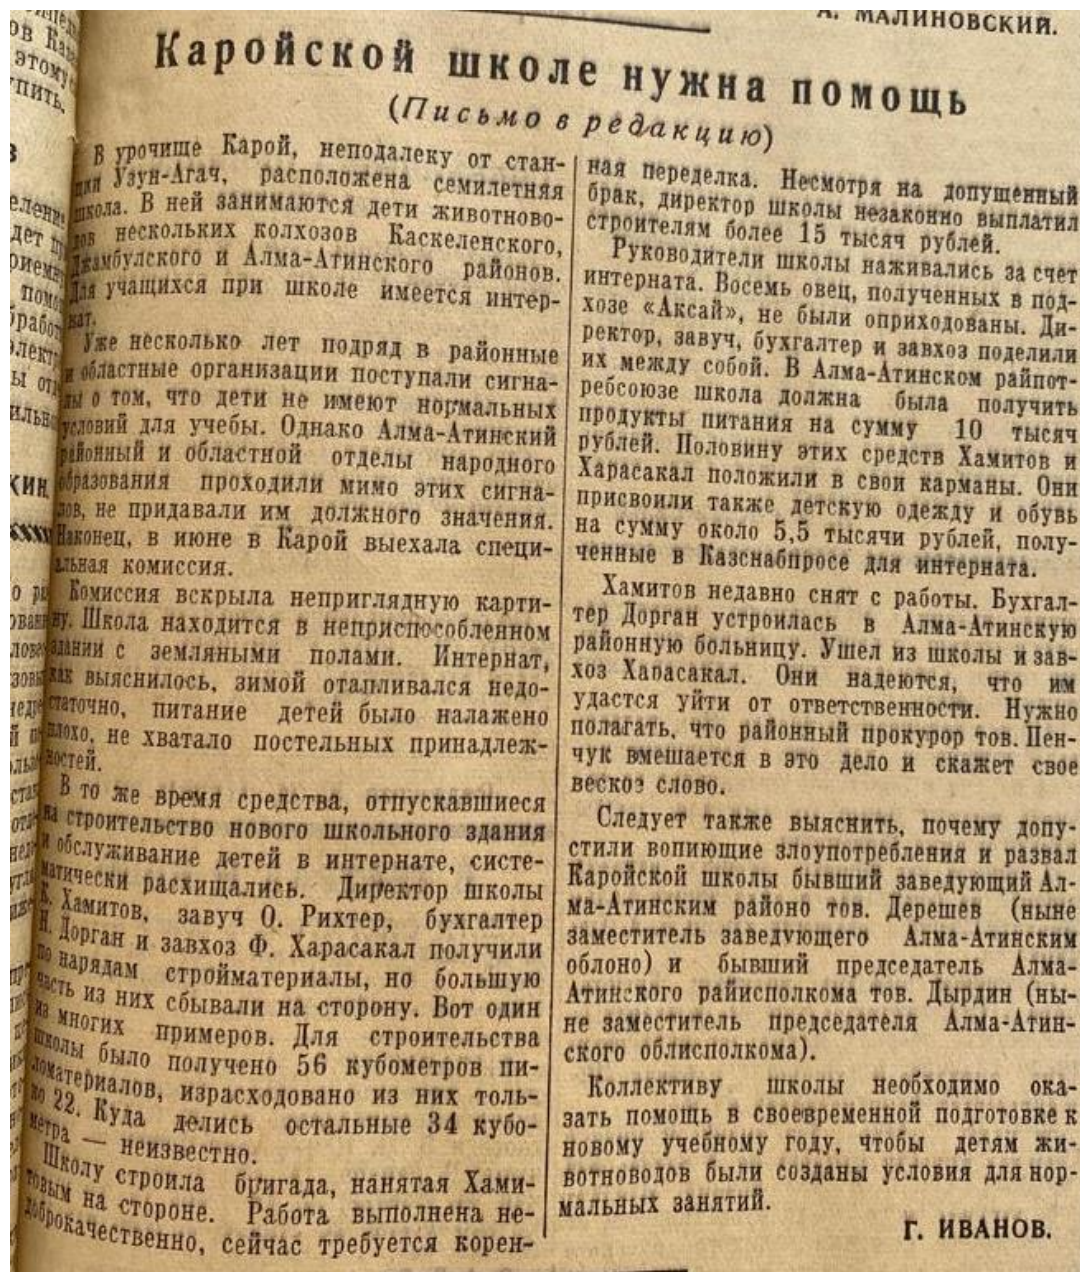 А. МАЛИНОВСКИЙ.
Каройской школе нужна помощь
(Письмо в редакцию)
В урочище Карой, неподалеку от стан-
ции Узун-Агач, расположена семилетняя
школа. В ней занимаются дети животново-
дов нескольких колхозов Каскеленского,
Джамбулского и Алма-Атинского районов.
Для учащихся при школе имеется интер-
нат.
Уже несколько лет подряд в районные
и областные организации поступали сигна-
лы о том, что дети не имеют нормальных
условий для учебы. Однако Алма-Атинский
районный и областной отделы народного
образования проходили мимо этих сигна-
лов, не придавали им должного значения.
Наконец, в июне в Карой выехала специ-
альная комиссия.
Комиссия вскрыла неприглядную карти-
ну. Школа находится в неприспособленном
здании с земляными полами. Интернат,
как выяснилось, зимой отапливался недо-
статочно, питание детей было налажено
плохо, не хватало постельных принадлеж-
ностей.
В то же время средства, отпускавшиеся
на строительство нового школьного здания
и обслуживание детей в интернате, систе-
матически расхищались. Директор школы
К. Хамитов, завуч О. Рихтер, бухгалтер
Н. Дорган и завхоз Ф. Харасакал получили
по нарядам стройматериалы, но большую
часть из них сбывали на сторону. Вот один
из многих примеров. Для строительства
школы было получено 56 кубометров пи-
ломатериалов, израсходовано из них толь-
ко 22. Куда делись остальные 34 кубо-
метра — неизвестно.
Школу строила бригада, нанятая Хами-
товым на стороне. Работа выполнена не-
доброкачественно, сейчас требуется корен-
ная переделка. Несмотря на допущенный
брак, директор школы незаконно выплатил
строителям более 15 тысяч рублей.
Руководители школы наживались за счет
интерната. Восемь овец, полученных в под-
хозе «Аксай», не были оприходованы. Ди-
ректор, завуч, бухгалтер и завхоз поделили
их между собой. В Алма-Атинском райпот-
ребсоюзе школа должна была получить
продукты питания на сумму 10 тысяч
рублей. Половину этих средств Хамитов и
Харасакал положили в свои карманы. Они
присвоили также детскую одежду и обувь
на сумму около 5,5 тысячи рублей, полу-
ченные в Казснабпросе для интерната.
Хамитов недавно снят с работы. Бухгал-
тер Дорган устроилась в Алма-Атинскую
районную больницу. Ушел из школы и зав-
хоз Харасакал. Они надеются, что им
удастся уйти от ответственности. Нужно
полагать, что районный прокурор тов. Пен-
чук вмешается в это дело и скажет свое
веское слово.
Следует также выяснить, почему допу-
стили вопиющие злоупотребления и развал
Каройской школы бывший заведующий Ал-
ма-Атинским районо тов. Дерешев (ныне
заместитель заведующего Алма-Атинским
облоно) и бывший председатель Алма-
Атинского райисполкома тов. Дырдин (ны-
не заместитель председателя Алма-Атин-
ского облисполкома).
Коллективу школы необходимо ока-
зать помощь в своевременной подготовке к
новому учебному году, чтобы детям жи-
вотноводов были созданы условия для нор-
мальных занятий.
Г. ИВАНОВ.